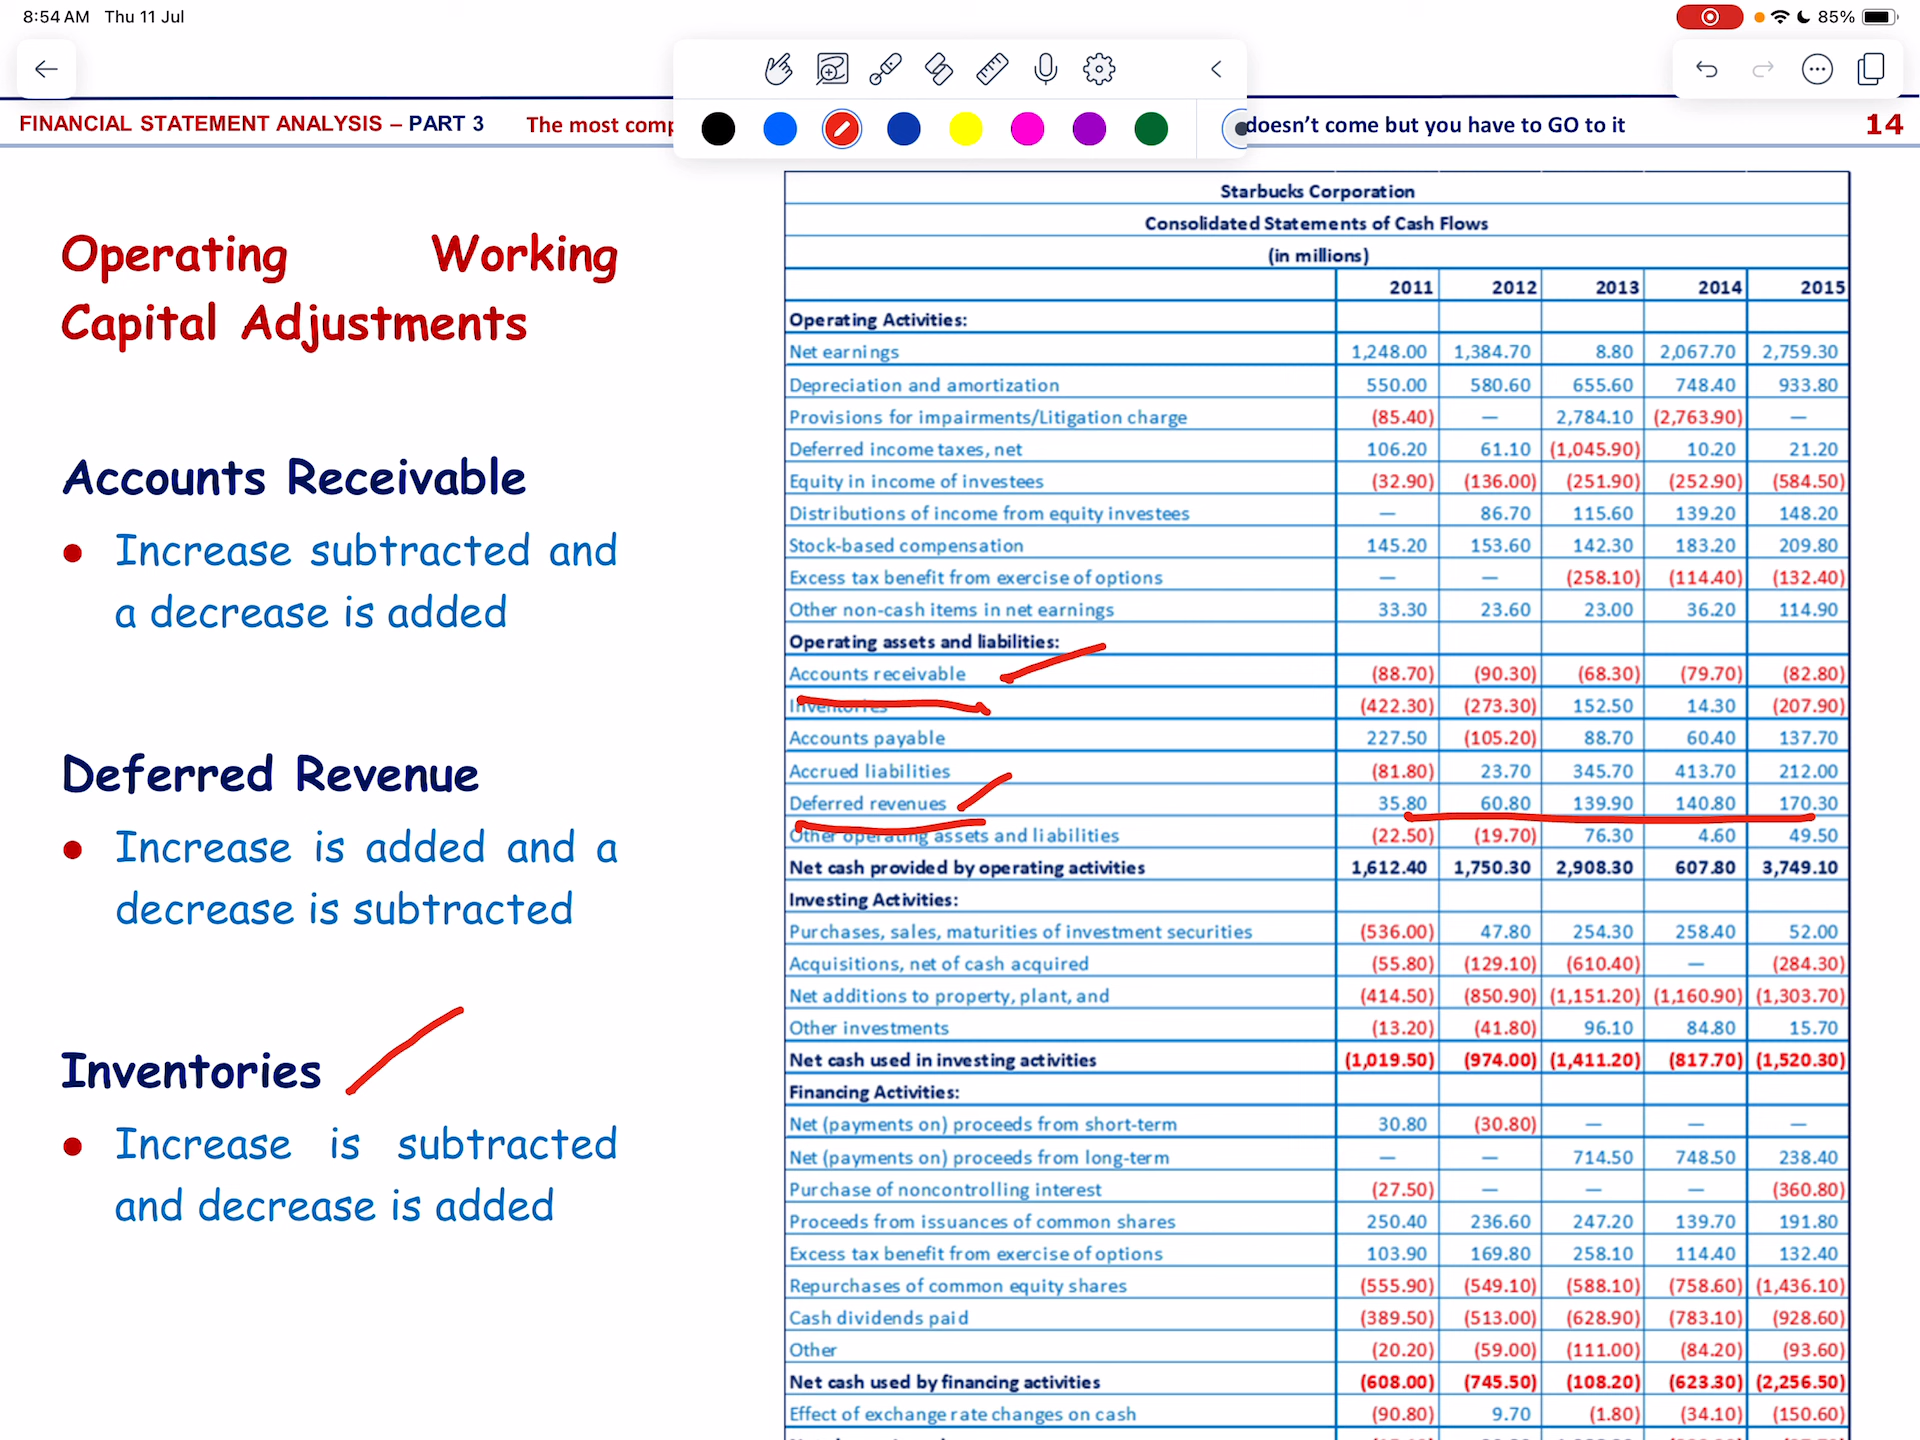 8:54 AM Thu 11 Jul
85%
FINANCIAL STATEMENT ANALYSIS – PART 3 The most comp doesn't come but you have to GO to it 14
Operating Working
Capital Adjustments
Accounts Receivable
• Increase subtracted and
a decrease is added
Deferred Revenue
• Increase is added and a
decrease is subtracted
Inventories
• Increase is subtracted
and decrease is added
Starbucks Corporation
Consolidated Statements of Cash Flows
(in millions)
2011 2012 2013 2014 2015
Operating Activities:
Net earnings 1,248.00 1,384.70 8.80 2,067.70 2,759.30
Depreciation and amortization 550.00 580.60 655.60 748.40 933.80
Provisions for impairments/Litigation charge (85.40) — 2,784.10 (2,763.90) —
Deferred income taxes, net 106.20 61.10 (1,045.90) 10.20 21.20
Equity in income of investees (32.90) (136.00) (251.90) (252.90) (584.50)
Distributions of income from equity investees — 86.70 115.60 139.20 148.20
Stock-based compensation 145.20 153.60 142.30 183.20 209.80
Excess tax benefit from exercise of options — — (258.10) (114.40) (132.40)
Other non-cash items in net earnings 33.30 23.60 23.00 36.20 114.90
Operating assets and liabilities:
Accounts receivable (88.70) (90.30) (68.30) (79.70) (82.80)
Inventories (422.30) (273.30) 152.50 14.30 (207.90)
Accounts payable 227.50 (105.20) 88.70 60.40 137.70
Accrued liabilities (81.80) 23.70 345.70 413.70 212.00
Deferred revenues 35.80 60.80 139.90 140.80 170.30
Other operating assets and liabilities (22.50) (19.70) 76.30 4.60 49.50
Net cash provided by operating activities 1,612.40 1,750.30 2,908.30 607.80 3,749.10
Investing Activities:
Purchases, sales, maturities of investment securities (536.00) 47.80 254.30 258.40 52.00
Acquisitions, net of cash acquired (55.80) (129.10) (610.40) — (284.30)
Net additions to property, plant, and (414.50) (850.90) (1,151.20) (1,160.90) (1,303.70)
Other investments (13.20) (41.80) 96.10 84.80 15.70
Net cash used in investing activities (1,019.50) (974.00) (1,411.20) (817.70) (1,520.30)
Financing Activities:
Net (payments on) proceeds from short-term 30.80 (30.80) — — —
Net (payments on) proceeds from long-term — — 714.50 748.50 238.40
Purchase of noncontrolling interest (27.50) — — — (360.80)
Proceeds from issuances of common shares 250.40 236.60 247.20 139.70 191.80
Excess tax benefit from exercise of options 103.90 169.80 258.10 114.40 132.40
Repurchases of common equity shares (555.90) (549.10) (588.10) (758.60) (1,436.10)
Cash dividends paid (389.50) (513.00) (628.90) (783.10) (928.60)
Other (20.20) (59.00) (111.00) (84.20) (93.60)
Net cash used by financing activities (608.00) (745.50) (108.20) (623.30) (2,256.50)
Effect of exchange rate changes on cash (90.80) 9.70 (1.80) (34.10) (150.60)